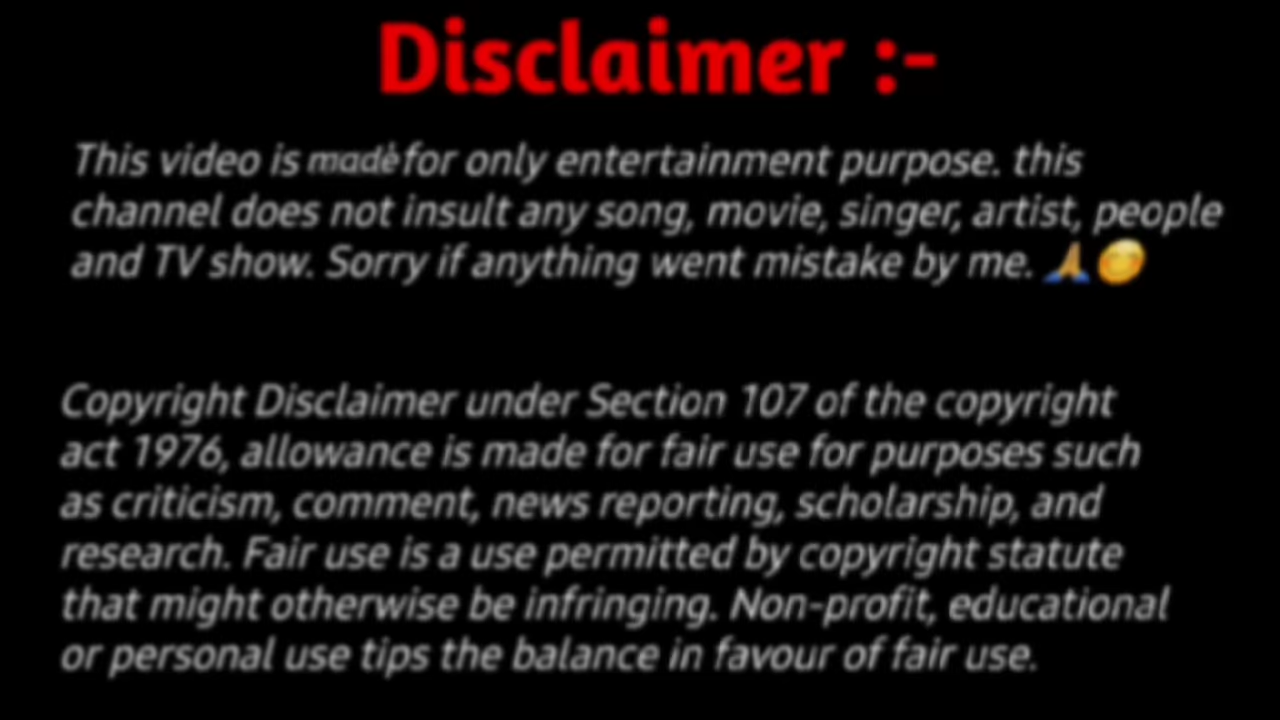 Disclaimer :-
This video is made for only entertainment purpose. this
channel does not insult any song, movie, singer, artist, people
and TV show. Sorry if anything went mistake by me. 🙏🤭
Copyright Disclaimer under Section 107 of the copyright
act 1976, allowance is made for fair use for purposes such
as criticism, comment, news reporting, scholarship, and
research. Fair use is a use permitted by copyright statute
that might otherwise be infringing. Non-profit, educational
or personal use tips the balance in favour of fair use.